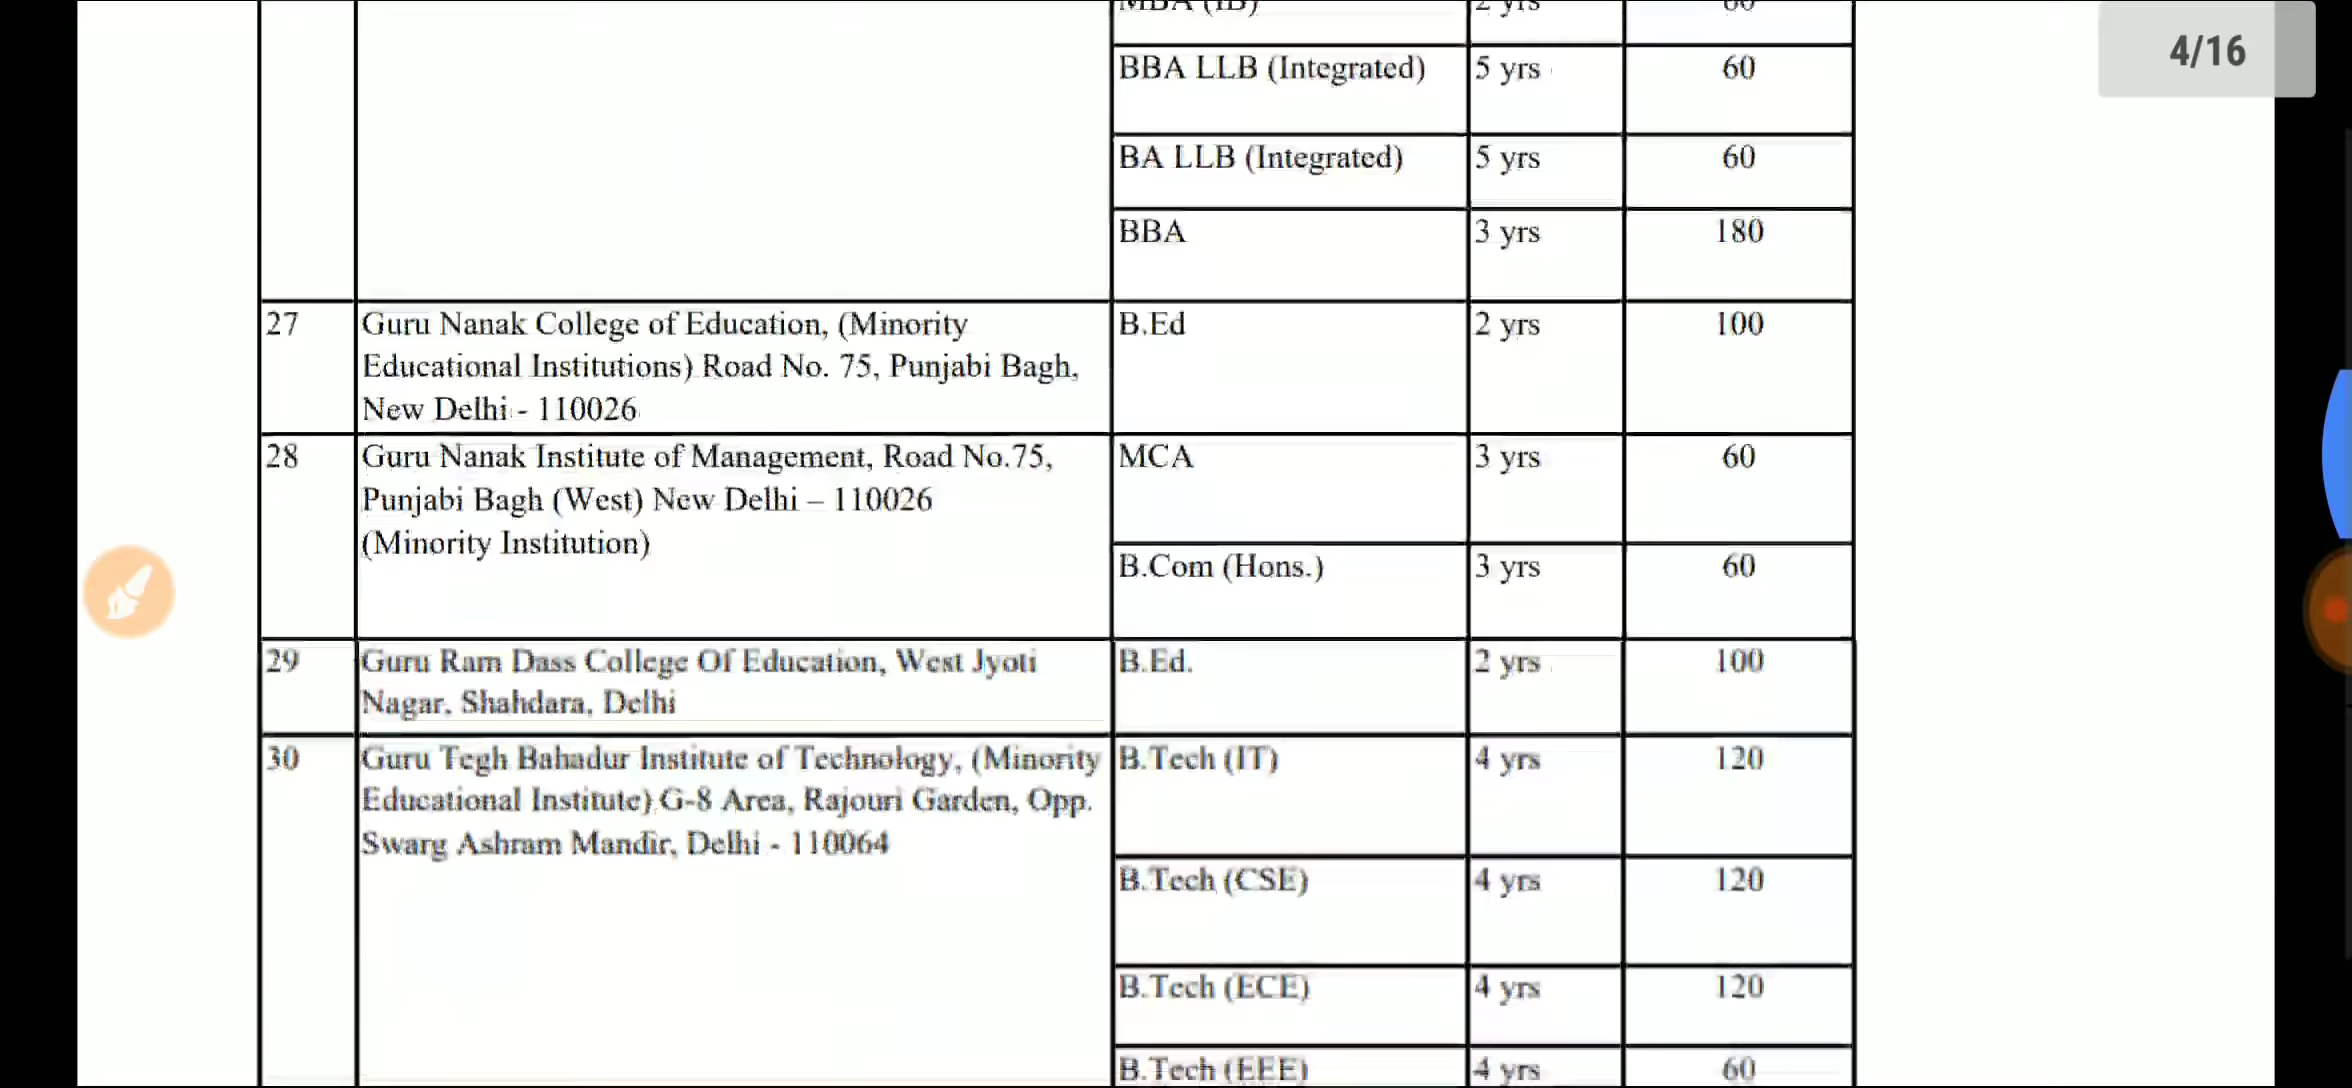 4/16
MBA (IB) 2 yrs 60
BBA LLB (Integrated) 5 yrs 60
BA LLB (Integrated) 5 yrs 60
BBA 3 yrs 180
27 Guru Nanak College of Education, (Minority B.Ed 2 yrs 100
Educational Institutions) Road No. 75, Punjabi Bagh,
New Delhi - 110026
28 Guru Nanak Institute of Management, Road No.75, MCA 3 yrs 60
Punjabi Bagh (West) New Delhi – 110026
(Minority Institution)
B.Com (Hons.) 3 yrs 60
29 Guru Ram Dass College Of Education, West Jyoti B.Ed. 2 yrs 100
Nagar, Shahdara, Delhi
30 Guru Tegh Bahadur Institute of Technology, (Minority B.Tech (IT) 4 yrs 120
Educational Institute) G-8 Area, Rajouri Garden, Opp.
Swarg Ashram Mandir, Delhi - 110064
B.Tech (CSE) 4 yrs 120
B.Tech (ECE) 4 yrs 120
B.Tech (EEE) 4 yrs 60